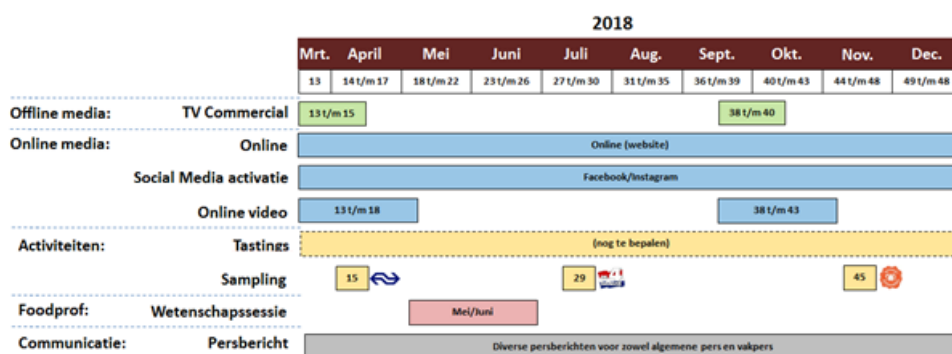 2018
Mrt. April Mei Juni Juli Aug. Sept. Okt. Nov. Dec.
13 14 t/m 17 18 t/m 22 23 t/m 26 27 t/m 30 31 t/m 35 36 t/m 39 40 t/m 43 44 t/m 48 49 t/m 48
Offline media: TV Commercial 13 t/m 15 38 t/m 40
Online media: Online Online (website)
Social Media activatie Facebook/Instagram
Online video 13 t/m 18 38 t/m 43
Activiteiten: Tastings (nog te bepalen)
Sampling 15 29 45
Foodprof: Wetenschapssessie Mei/Juni
Communicatie: Persbericht Diverse persberichten voor zowel algemene pers en vakpers